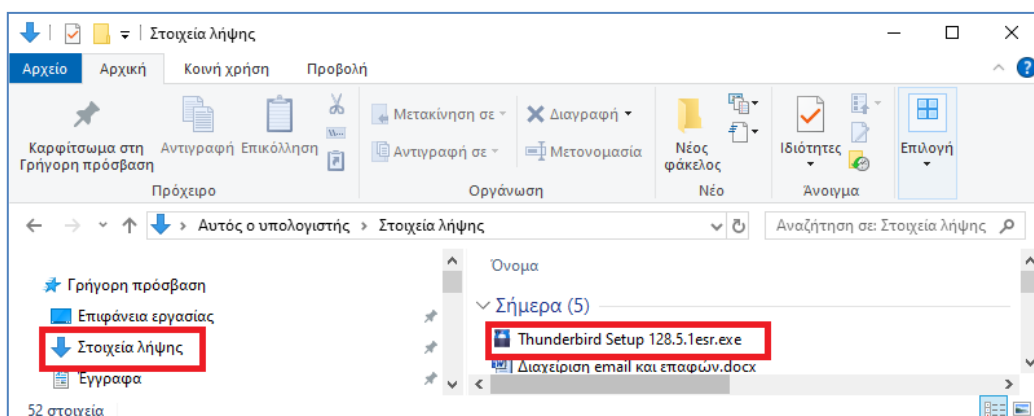 Στοιχεία λήψης
Αρχείο Αρχική Κοινή χρήση Προβολή
Καρφίτσωμα στη Γρήγορη πρόσβαση
Αντιγραφή
Επικόλληση
Μετακίνηση σε
Αντιγραφή σε
Διαγραφή
Μετονομασία
Νέος φάκελος
Ιδιότητες
Επιλογή
Πρόχειρο Οργάνωση Νέο Άνοιγμα
Αυτός ο υπολογιστής > Στοιχεία λήψης
Αναζήτηση σε: Στοιχεία λήψης
Γρήγορη πρόσβαση
Επιφάνεια εργασίας
Στοιχεία λήψης
Έγγραφα
Όνομα
Σήμερα (5)
Thunderbird Setup 128.5.1esr.exe
Διαχείριση email και επαφών.docx
52 στοιχεία